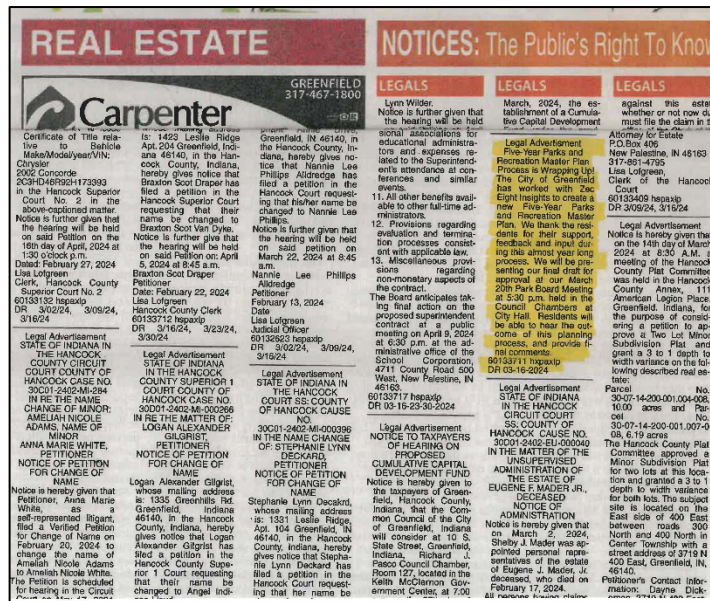 REAL ESTATE
NOTICES: The Public's Right To Know
Carpenter
GREENFIELD
317-467-1800
Certificate of Title rela-
tive to Behicle
Make/Model/year/VIN:
Chrysler
2002 Concorde
2C3HD46R92H173393
in the Hancock Superior
Court No. 2 in the
above-captioned matter.
Notice is further given that
the hearing will be held
on said Petition on the
16th day of April, 2024 at
1:30 o'clock p.m.
Dated: February 27, 2024
Lisa Lofgreen
Clerk, Hancock County
Superior Court No. 2
60133132 hspaxlp
DR 3/02/24, 3/09/24,
3/16/24
Legal Advertisement
STATE OF INDIANA IN
THE HANCOCK
COUNTY CIRCUIT
COURT COUNTY OF
HANCOCK CASE NO.
30C01-2402-MI-284
IN RE THE NAME
CHANGE OF MINOR:
AMELIAH NICOLE
ADAMS, NAME OF
MINOR
ANNA MARIE WHITE,
PETITIONER
NOTICE OF PETITION
FOR CHANGE OF
NAME
Notice is hereby given that
Petitioner, Anna Marie
White, as a
self-represented litigant,
filed a Verified Petition
for Change of Name on
February 20, 2024 to
change the name of
Ameliah Nicole Adams
to Ameliah Nicole White.
The Petition is scheduled
for hearing in the Circuit
is: 1423 Leslie Ridge
Apt. 204 Greenfield, Indi-
ana 46140, in the Han-
cock County, Indiana,
hereby gives notice that
Braxton Scot Draper has
filed a petition in the
Hancock Superior Court
requesting that their
name be changed to
Braxton Scot Van Dyke.
Notice is further give that
the hearing will be held
on said Petition on: April
5, 2024 at 8:45 a.m.
Braxton Scot Draper
Petitioner
Date: February 22, 2024
Lisa Lofgreen
Hancock County Clerk
60133712 hspaxlp
DR 3/16/24, 3/23/24,
3/30/24
Legal Advertisement
STATE OF INDIANA
IN THE HANCOCK
COUNTY SUPERIOR 1
COURT COUNTY OF
HANCOCK CASE NO.
30D01-2402-MI-000266
IN RE THE MATTER OF:
LOGAN ALEXANDER
GILGRIST,
PETITIONER
NOTICE OF PETITION
FOR CHANGE OF
NAME
Logan Alexander Gilgrist,
whose mailing address
is: 1335 Greenhills Rd.
Greenfield, Indiana
46140, in the Hancock
County, Indiana, hereby
gives notice that Logan
Alexander Gilgrist has
filed a petition in the
Hancock County Supe-
rior 1 Court requesting
that their name be
changed to Angel Indi-
Greenfield, IN 46140, in
the Hancock County, In-
diana, hereby gives no-
tice that Nannie Lee
Phillips Alldredge has
filed a petition in the
Hancock Court request-
ing that his/her name be
changed to Nannie Lee
Phillips.
Notice is further given that
the hearing will be held
on said petition on
March 22, 2024 at 8:45
a.m.
Nannie Lee Phillips
Alldredge
Petitioner
February 13, 2024
Date
Lisa Lofgreen
Judicial Officer
60132623 hspaxlp
DR 3/02/24, 3/09/24,
3/16/24
Legal Advertisement
STATE OF INDIANA IN
THE HANCOCK
COURT SS: COUNTY
OF HANCOCK CAUSE
NO.
30C01-2402-MI-000396
IN THE NAME CHANGE
OF: STEPHANIE LYNN
DECKARD,
PETITIONER
NOTICE OF PETITION
FOR CHANGE OF
NAME
Stephanie Lynn Decakrd,
whose mailing address
is: 1331 Leslie Ridge,
Apt. 104 Greenfield, IN
46140, in the Hancock
County, Indiana, hereby
gives notice that Stepha-
nie Lynn Deckard has
filed a petition in the
Hancock Court request-
ing that her name be
LEGALS
Lynn Wilder.
Notice is further given that
the hearing will be held
sional associations for
educational administra-
tors and expenses re-
lated to the Superintend-
ent's attendance at con-
ferences and similar
events.
11. All other benefits avail-
able to other full-time ad-
ministrators.
12. Provisions regarding
evaluation and termina-
tion processes consist-
ent with applicable law.
13. Miscellaneous provi-
sions regarding
non-monetary aspects of
the contract.
The Board anticipates tak-
ing final action on the
proposed superintendent
contract at a public
meeting on April 9, 2024
at 6:30 p.m. at the ad-
ministrative office of the
School Corporation,
4711 County Road 500
West, New Palestine, IN
46163.
60133717 hspaxlp
DR 03-16-23-30-2024
Legal Advertisement
NOTICE TO TAXPAYERS
OF HEARING ON
PROPOSED
CUMULATIVE CAPITAL
DEVELOPMENT FUND
Notice is hereby given to
the taxpayers of Green-
field, Hancock County,
Indiana, that the Com-
mon Council of the City
of Greenfield, Indiana
will consider at 10 S.
State Street, Greenfield,
Indiana, Richard J.
Pasco Council Chamber,
Room 127, located in the
Keith McClarnon Gov-
ernment Center, at 7:00
LEGALS
March, 2024, the es-
tablishment of a Cumula-
tive Capital Development
Legal Advertisment
Five-Year Parks and
Recreation Master Plan
Process is Wrapping Up!
The City of Greenfield
has worked with Zec
Eight Insights to create a
new Five-Year Parks
and Recreation Master
Plan. We thank the resi-
dents for their support,
feedback and input dur-
ing this almost year long
process. We will be pre-
senting our final draft for
approval at our March
20th Park Board Meeting
at 5:30 p.m. held in the
Council Chambers at
City Hall. Residents will
be able to hear the out-
come of this planning
process, and provide fi-
nal comments.
60133711 hspaxlp
DR 03-16-2024
Legal Advertisement
STATE OF INDIANA
IN THE HANCOCK
CIRCUIT COURT
SS: COUNTY OF
HANCOCK CAUSE NO.
30C01-2402-EU-000040
IN THE MATTER OF THE
UNSUPERVISED
ADMINISTRATION OF
THE ESTATE OF
EUGENE F. MADER JR.,
DECEASED
NOTICE OF
ADMINISTRATION
Notice is hereby given that
on March 2, 2024,
Shelby J. Mader was ap-
pointed personal repre-
sentatives of the estate
of Eugene J. Mader, Jr.
deceased, who died on
February 17, 2024.
All persons having claims
LEGALS
against this estate
whether or not now du
must file the claim in t
Attorney for Estate
P.O.Box 406
New Palestine, IN 46163
317-861-4795
Lisa Lofgreen,
Clerk of the Hancock
Court
60133409 hspaxlp
DR 3/09/24, 3/16/24
Legal Advertisement
Notice is hereby given that
on the 14th day of March
2024 at 8:30 A.M. a
meeting of the Hancock
County Plat Committee
was held in the Hancock
County Annex, 111
American Legion Place,
Greenfield, Indiana, for
the purpose of consid-
ering a petition to ap-
prove a Two Lot Minor
Subdivision Plat and
grant a 3 to 1 depth to
width variance on the fol-
lowing described real es-
tate:
Parcel No.
30-07-14-200-001.004-008,
10.00 acres and Par-
cel No.
30-07-14-200-001.007-0
08, 6.19 acres
The Hancock County Plat
Committee approved a
Minor Subdivision Plat
for two lots at this loca-
tion and granted a 3 to 1
depth to width variance
for both lots. The subject
site is located on the
East side of 400 East
between roads 300
North and 400 North in
Center Township with a
street address of 3719 N
400 East, Greenfield, IN,
46140.
Petitioner's Contact Infor-
mation: Dayne Dick-